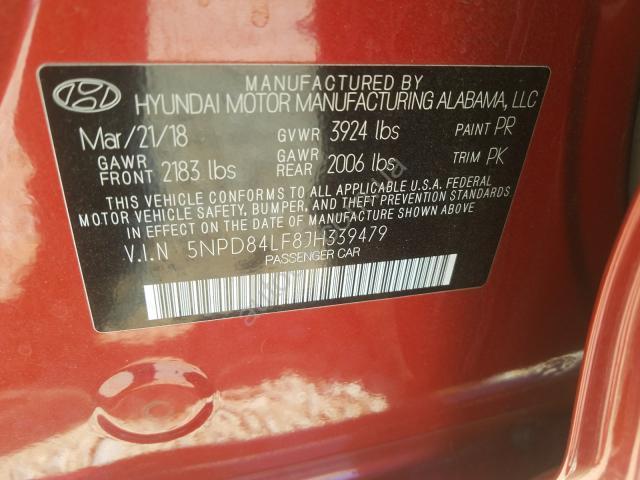 MANUFACTURED BY
HYUNDAI MOTOR MANUFACTURING ALABAMA, LLC
Mar/21/18 GVWR 3924 lbs PAINT PR
GAWR FRONT 2183 lbs GAWR REAR 2006 lbs TRIM PK
THIS VEHICLE CONFORMS TO ALL APPLICABLE U.S.A. FEDERAL
MOTOR VEHICLE SAFETY, BUMPER, AND THEFT PREVENTION STANDARDS
IN EFFECT ON THE DATE OF MANUFACTURE SHOWN ABOVE.
V.I.N 5NPD84LF8JH339479
PASSENGER CAR